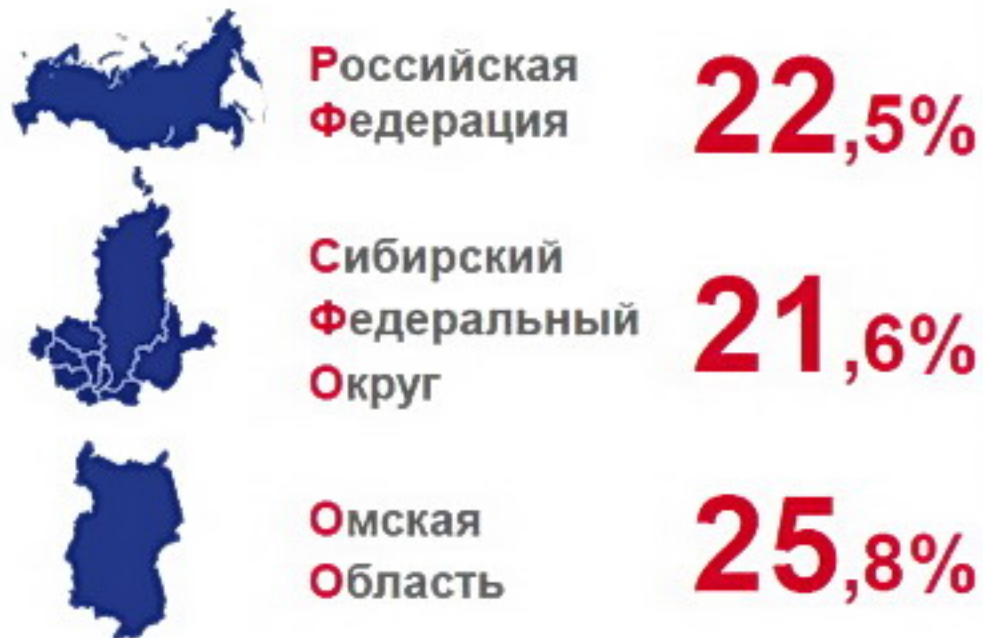 Российская
Федерация
22,5%
Сибирский
Федеральный
Округ
21,6%
Омская
Область
25,8%